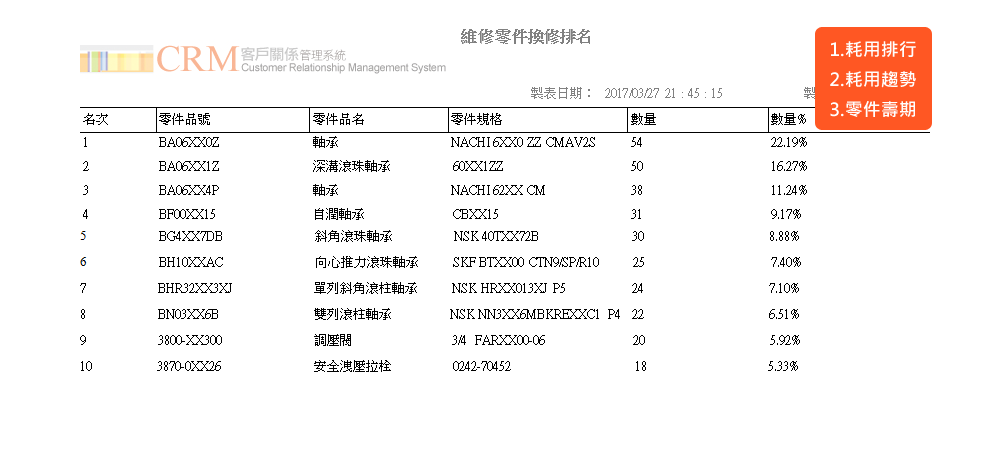 維修零件換修排名
CRM 客戶關係管理系統
Customer Relationship Management System
製表日期： 2017/03/27 21 : 45 : 15
製
1.耗用排行
2.耗用趨勢
3.零件壽期
名次 零件品號 零件品名 零件規格 數量 數量%
1 BA06XX0Z 軸承 NACHI 6XX0 ZZ CMAV2S 54 22.19%
2 BA06XX1Z 深溝滾珠軸承 60XX1ZZ 50 16.27%
3 BA06XX4P 軸承 NACHI 62XX CM 38 11.24%
4 BF00XX15 自潤軸承 CBXX15 31 9.17%
5 BG4XX7DB 斜角滾珠軸承 NSK 40TXX72B 30 8.88%
6 BH10XXAC 向心推力滾珠軸承 SKF BTXX00 CTN9/SP/R10 25 7.40%
7 BHR32XX3XJ 單列斜角滾柱軸承 NSK HRXX013XJ P5 24 7.10%
8 BN03XX6B 雙列滾柱軸承 NSK NN3XX6MBKREXXC1 P4 22 6.51%
9 3800-XX300 調壓閥 3/4 FARXX00-06 20 5.92%
10 3870-0XX26 安全洩壓拉栓 0242-70452 18 5.33%